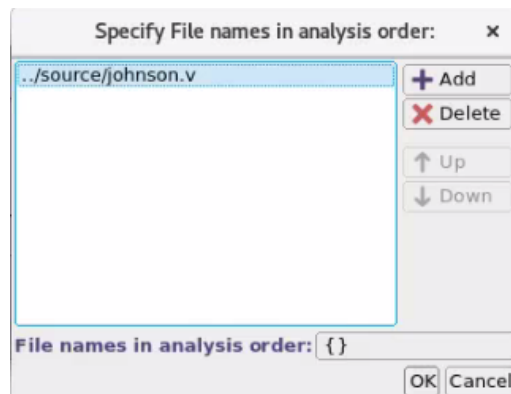 Specify File names in analysis order: ×
../source/johnson.v
Add
Delete
Up
Down
File names in analysis order: {}
OK Cancel